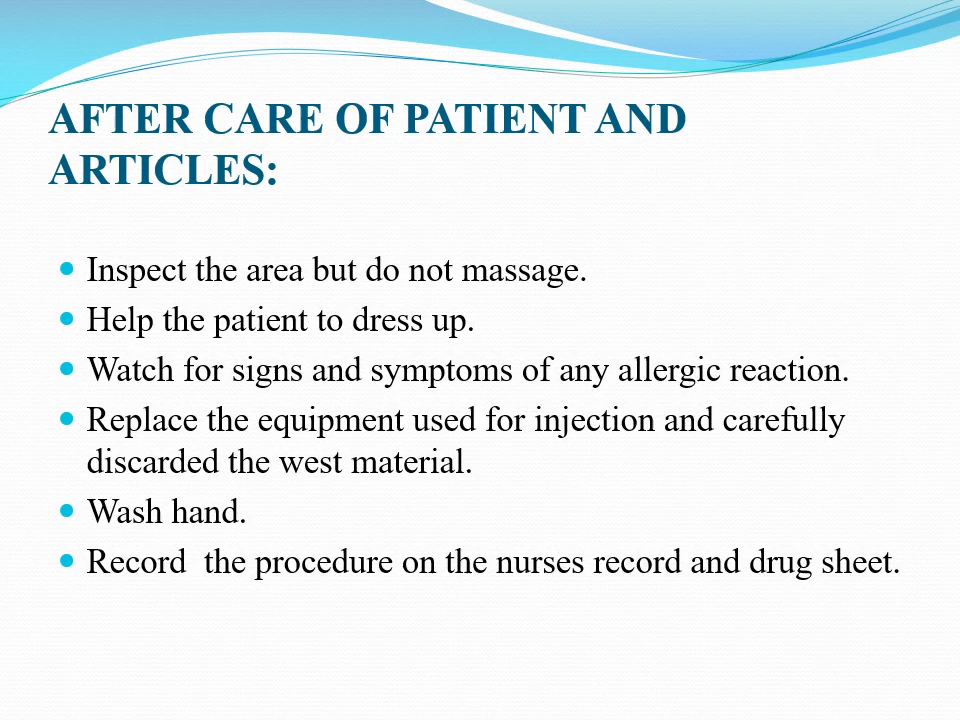 AFTER CARE OF PATIENT AND
ARTICLES:
Inspect the area but do not massage.
Help the patient to dress up.
Watch for signs and symptoms of any allergic reaction.
Replace the equipment used for injection and carefully
discarded the west material.
Wash hand.
Record  the procedure on the nurses record and drug sheet.